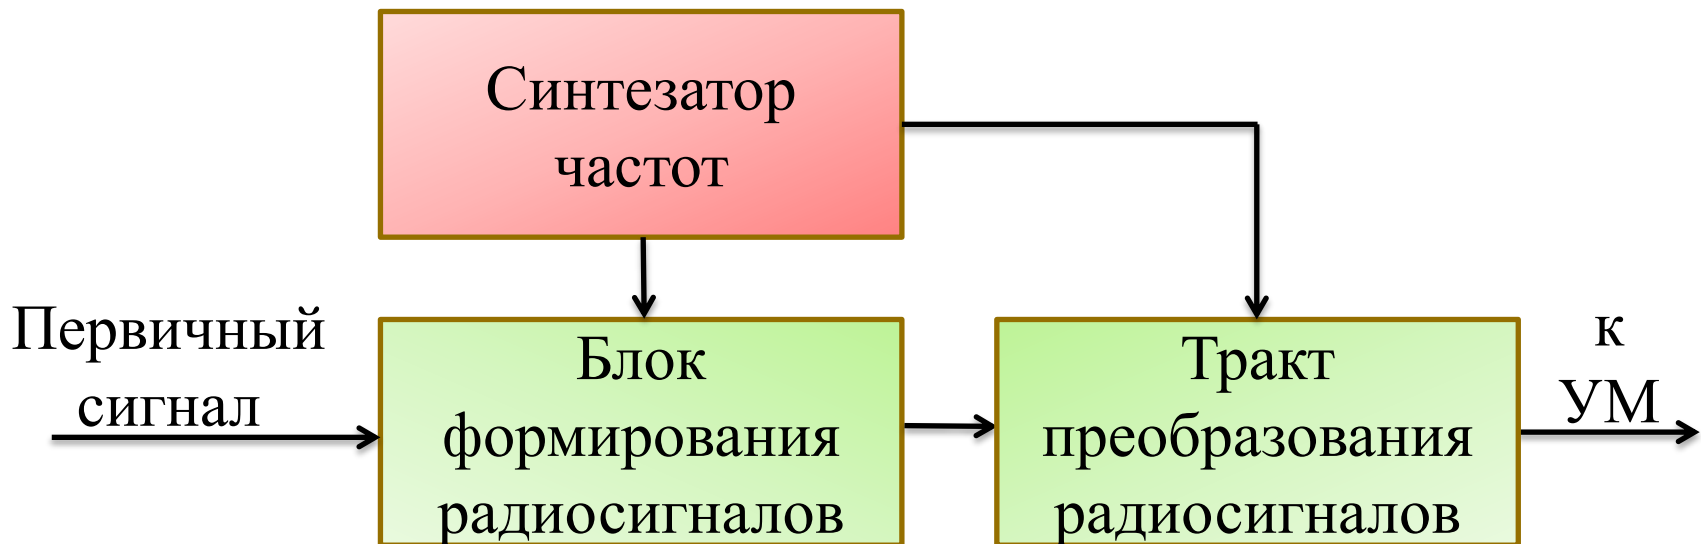 Синтезатор
частот
Первичный
сигнал
Блок
формирования
радиосигналов
Тракт
преобразования
радиосигналов
к
УМ